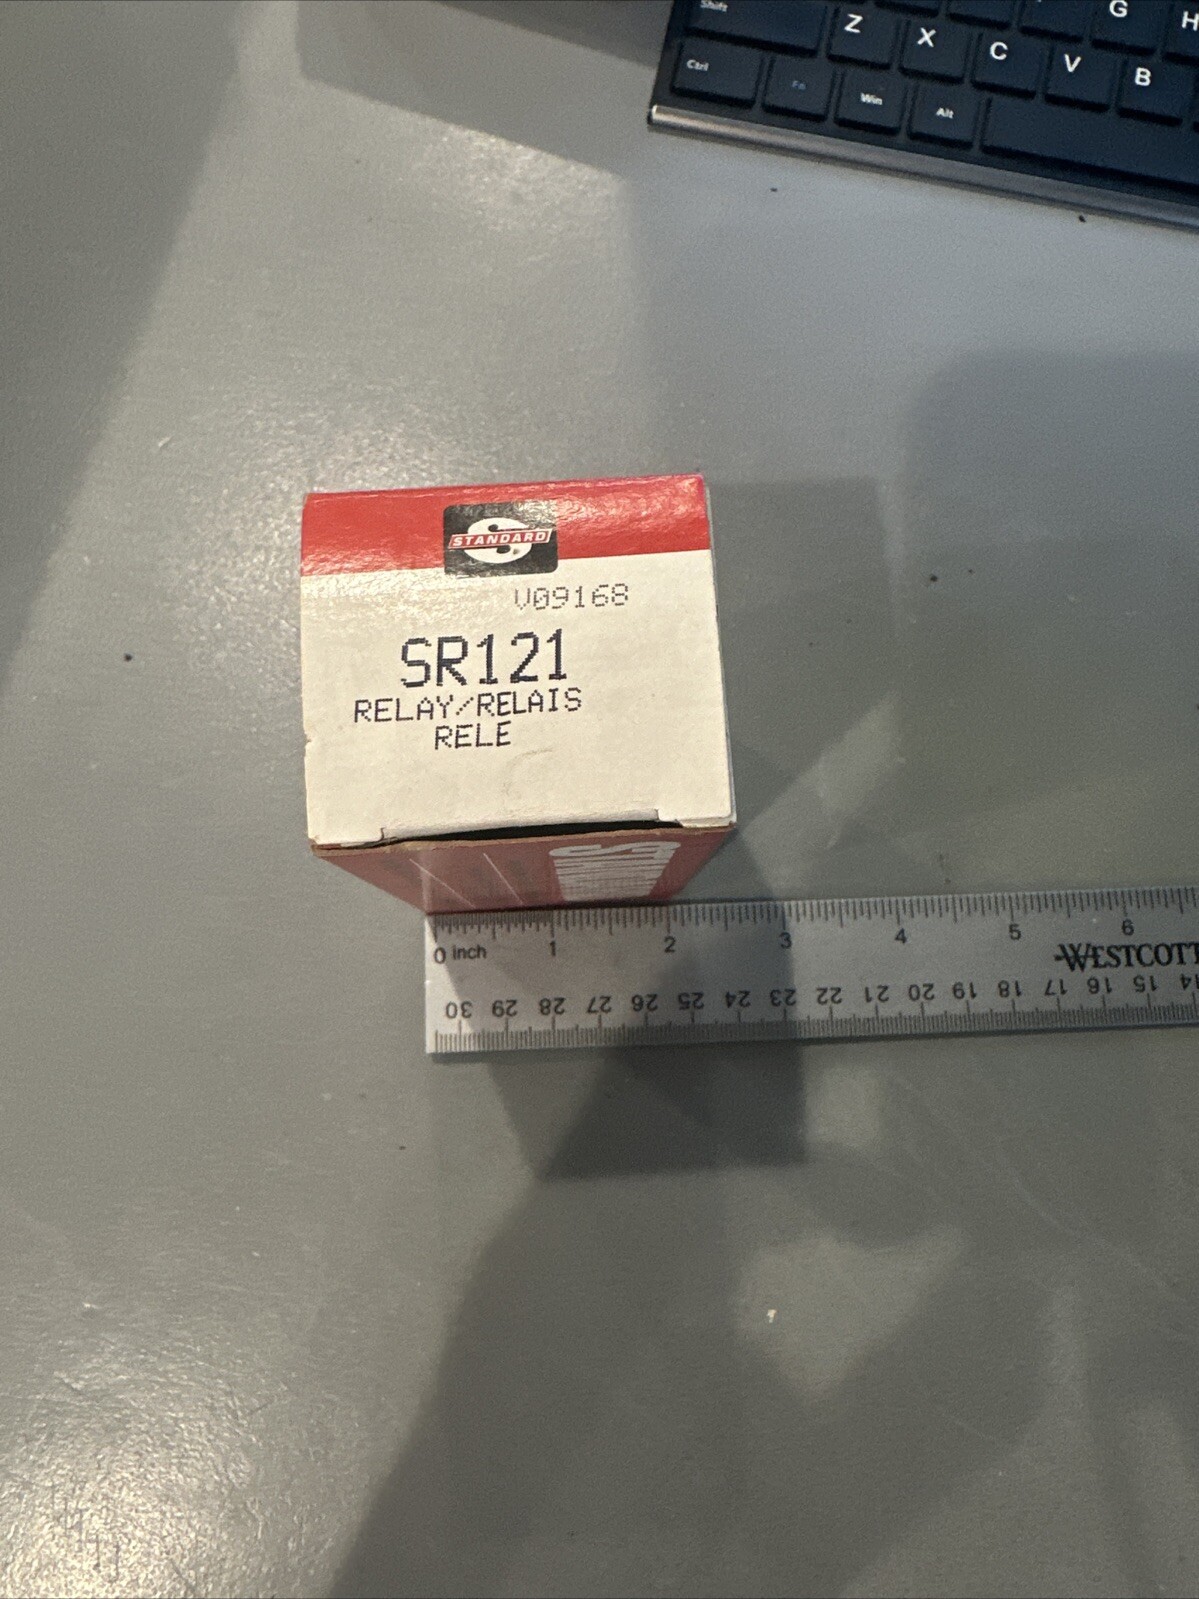 Shift
Z X C V B
G H
Ctrl Fn Win Alt
STANDARD
V09168
SR121
RELAY/RELAIS
RELE
0 inch 1 2 3 4 5 6
WESTCOTT
30 29 28 27 26 25 24 23 22 21 20 19 18 17 16 15 14